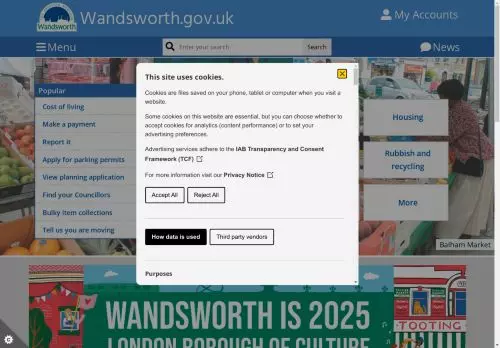 Wandsworth
Wandsworth.gov.uk
My Accounts
Menu
Enter your search
Search
News
Popular
Cost of living
Make a payment
Report it
Apply for parking permits
View planning application
Find your Councillors
Bulky item collections
Tell us you are moving
This site uses cookies.
Cookies are files saved on your phone, tablet or computer when you visit a
website.
Some cookies on this website are essential, but you can choose whether to
accept cookies for analytics (content performance) or to set your
advertising preferences.
Advertising services adhere to the IAB Transparency and Consent
Framework (TCF)
For more information visit our Privacy Notice
Accept All
Reject All
How data is used
Third party vendors
Purposes
Housing
Rubbish and
recycling
More
Balham Market
WANDSWORTH IS 2025
LONDON BOROUGH OF CULTURE
TOOTING